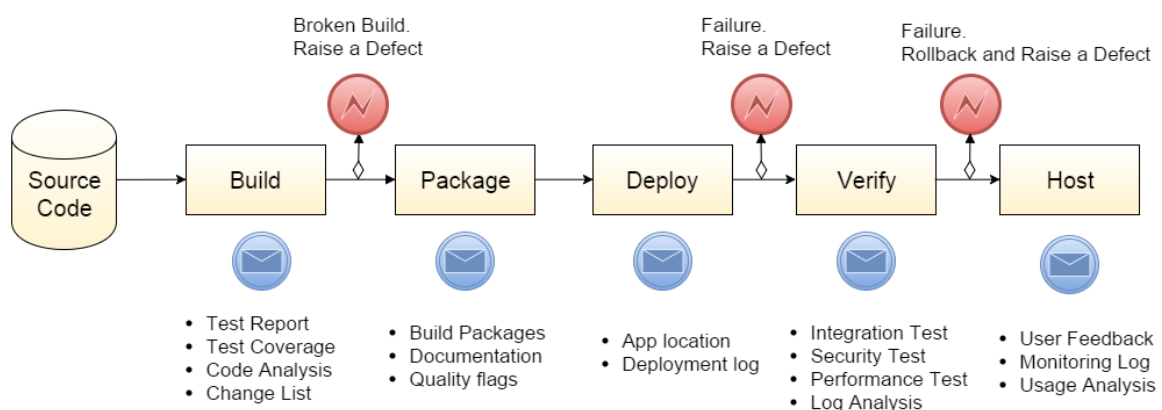 Broken Build.
Raise a Defect
Failure.
Raise a Defect
Failure.
Rollback and Raise a Defect
Source
Code
Build
Package
Deploy
Verify
Host
• Test Report
• Test Coverage
• Code Analysis
• Change List
• Build Packages
• Documentation
• Quality flags
• App location
• Deployment log
• Integration Test
• Security Test
• Performance Test
• Log Analysis
• User Feedback
• Monitoring Log
• Usage Analysis